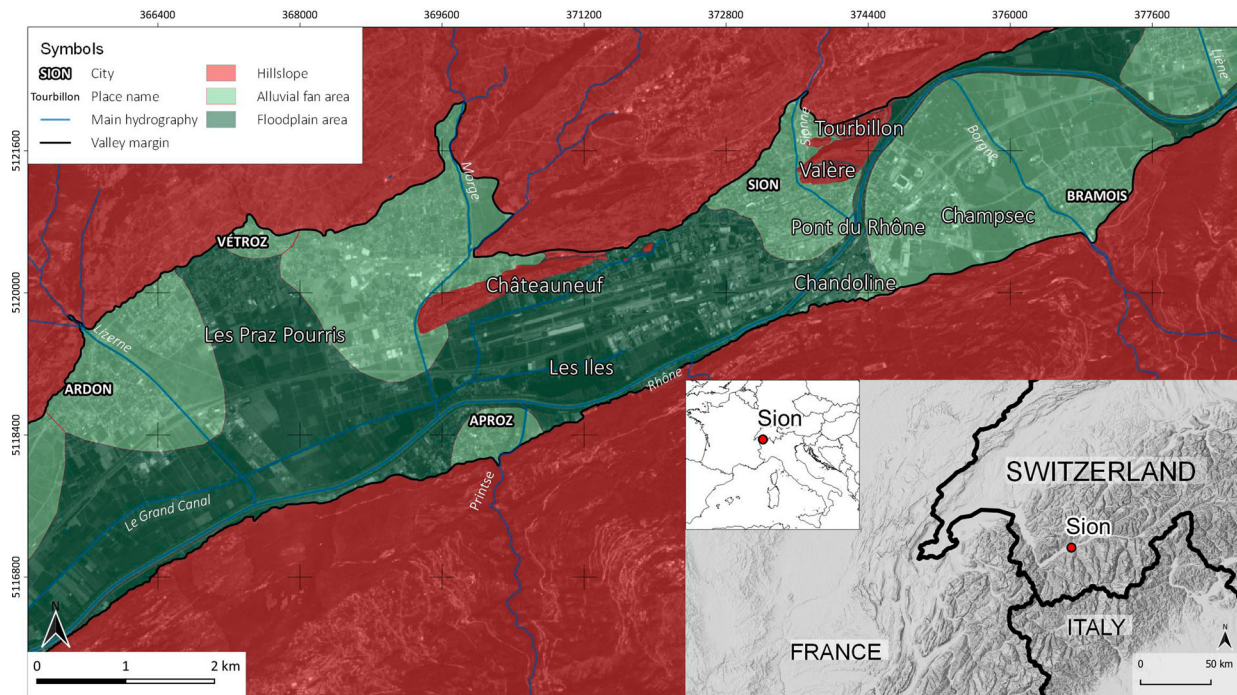 366400 368000 369600 371200 372800 374400 376000 377600
Symbols
SION City
Tourbillon Place name
Main hydrography
Valley margin
Hillslope
Alluvial fan area
Floodplain area
5121600
5120000
5118400
5116800
Liène
Sionne
Tourbillon
Borgne
Morge
Valère
SION
BRAMOIS
Champsec
Pont du Rhône
VÉTROZ
Châteauneuf
Chandoline
Lizerne
Les Praz Pourris
Les Iles
Rhône
ARDON
APROZ
Printse
Le Grand Canal
N
0 1 2 km
Sion
SWITZERLAND
Sion
ITALY
FRANCE
N
0 50 km